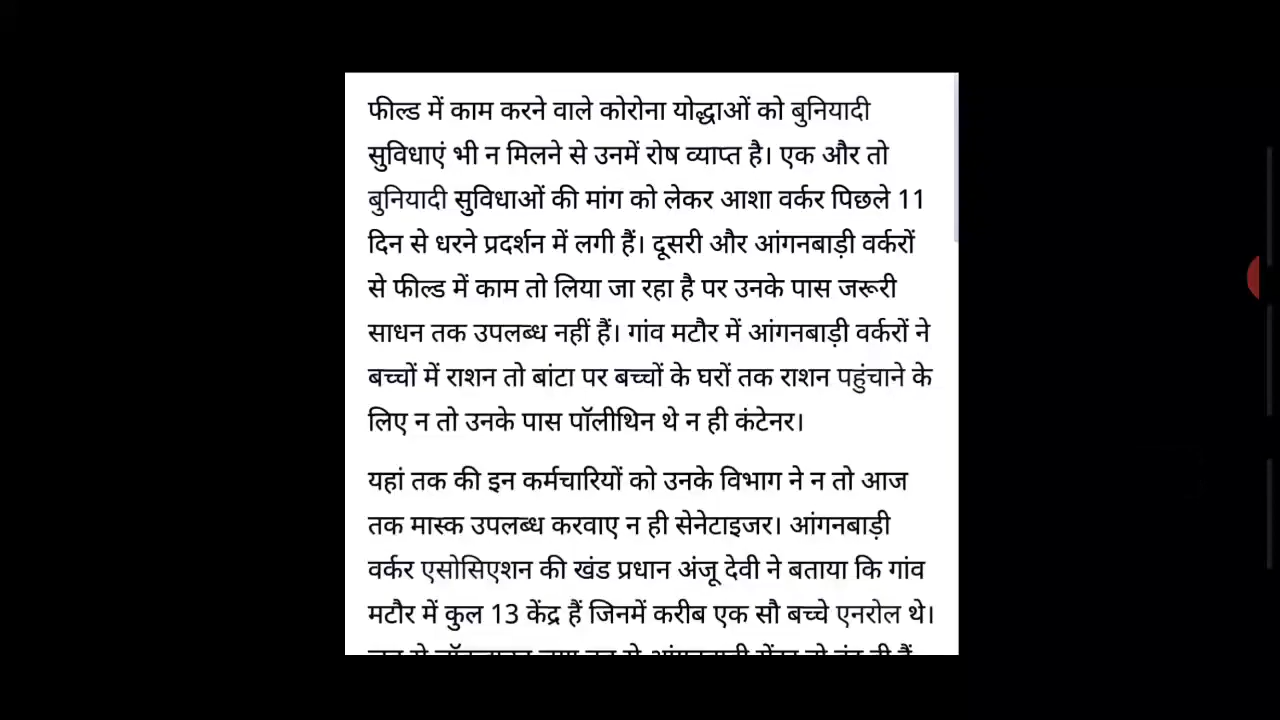 फील्ड में काम करने वाले कोरोना योद्धाओं को बुनियादी
सुविधाएं भी न मिलने से उनमें रोष व्याप्त है। एक और तो
बुनियादी सुविधाओं की मांग को लेकर आशा वर्कर पिछले 11
दिन से धरने प्रदर्शन में लगी हैं। दूसरी और आंगनबाड़ी वर्करों
से फील्ड में काम तो लिया जा रहा है पर उनके पास जरूरी
साधन तक उपलब्ध नहीं हैं। गांव मटौर में आंगनबाड़ी वर्करों ने
बच्चों में राशन तो बांटा पर बच्चों के घरों तक राशन पहुंचाने के
लिए न तो उनके पास पॉलीथिन थे न ही कंटेनर।
यहां तक की इन कर्मचारियों को उनके विभाग ने न तो आज
तक मास्क उपलब्ध करवाए न ही सेनेटाइजर। आंगनबाड़ी
वर्कर एसोसिएशन की खंड प्रधान अंजू देवी ने बताया कि गांव
मटौर में कुल 13 केंद्र हैं जिनमें करीब एक सौ बच्चे एनरोल थे।